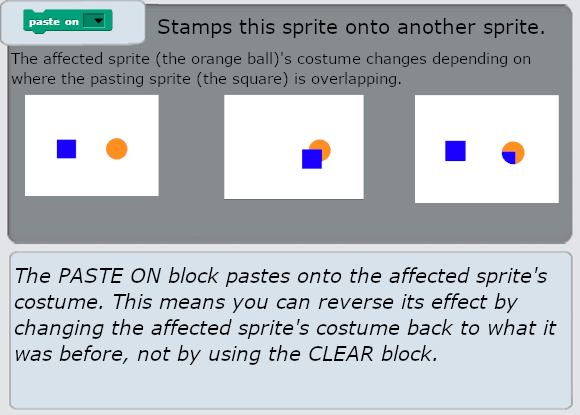 paste on
Stamps this sprite onto another sprite.
The affected sprite (the orange ball)'s costume changes depending on
where the pasting sprite (the square) is overlapping.
The PASTE ON block pastes onto the affected sprite's
costume. This means you can reverse its effect by
changing the affected sprite's costume back to what it
was before, not by using the CLEAR block.